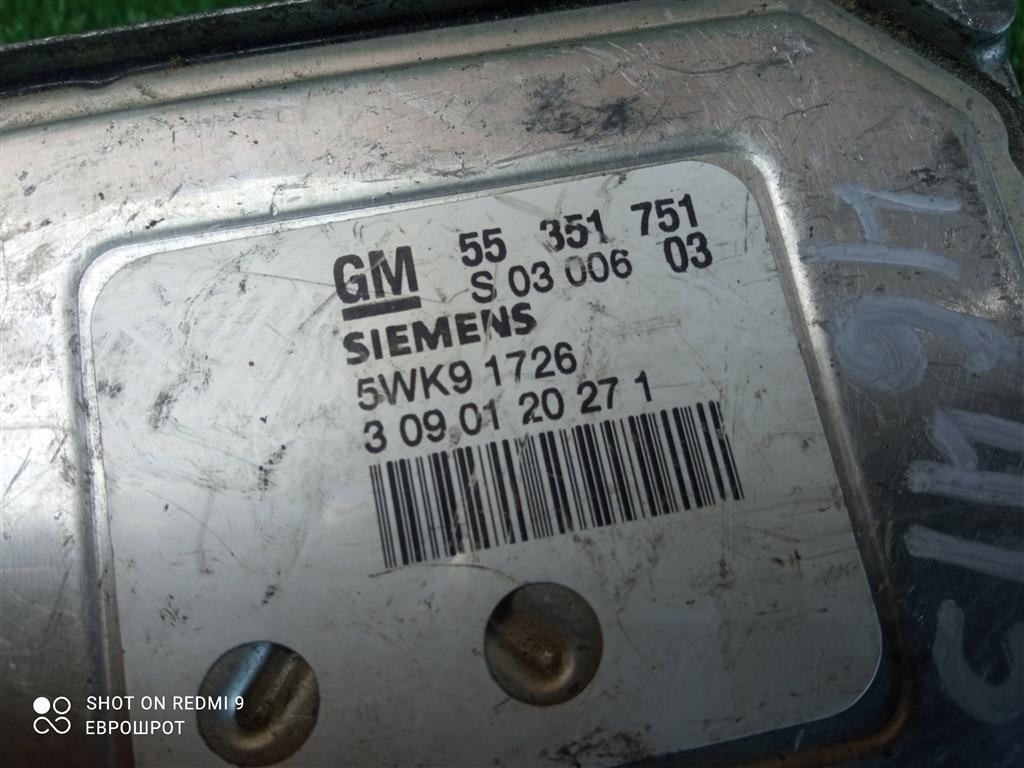 GM 55 351 751
S 03 006 03
SIEMENS
5WK9 1726
3 09 01 20 27 1
SHOT ON REDMI 9
ЕВРОШРОТ